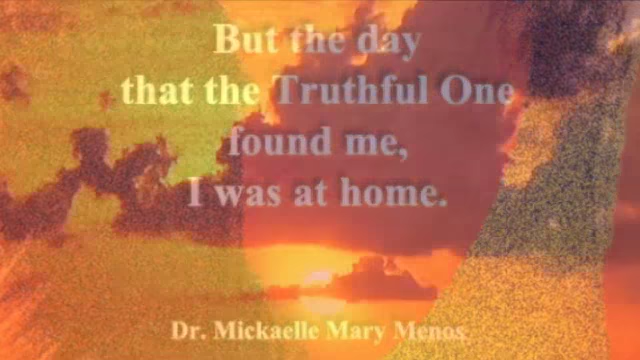 But the day
that the Truthful One
found me,
I was at home.
Dr. Mickaelle Mary Menos